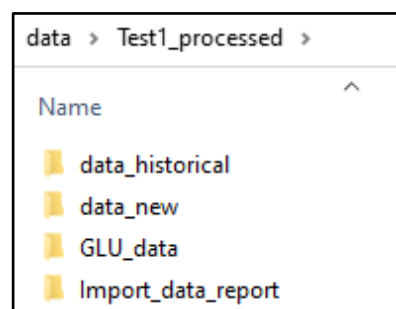 data > Test1_processed >
Name
data_historical
data_new
GLU_data
Import_data_report